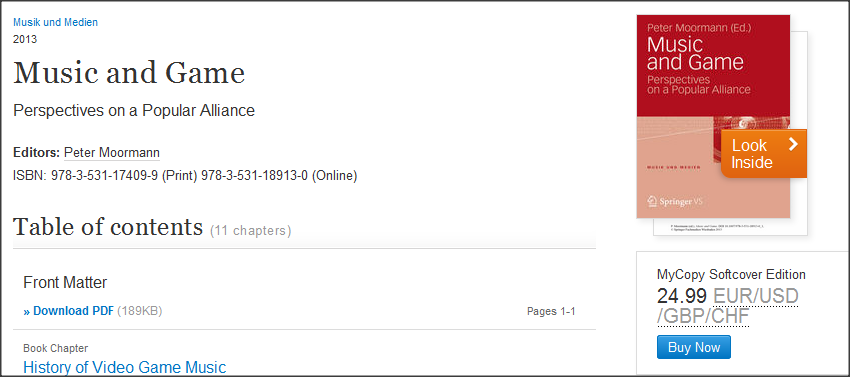 Musik und Medien
2013
Music and Game
Perspectives on a Popular Alliance
Editors: Peter Moormann
ISBN: 978-3-531-17409-9 (Print) 978-3-531-18913-0 (Online)
Table of contents (11 chapters)
Front Matter
» Download PDF (189KB)
Pages 1-1
Book Chapter
History of Video Game Music
Peter Moormann (Ed.)
Music
and Game
Perspectives
on a Popular Alliance
Look
Inside
MUSIK UND MEDIEN
Springer VS
MyCopy Softcover Edition
24.99 EUR/USD
/GBP/CHF
Buy Now